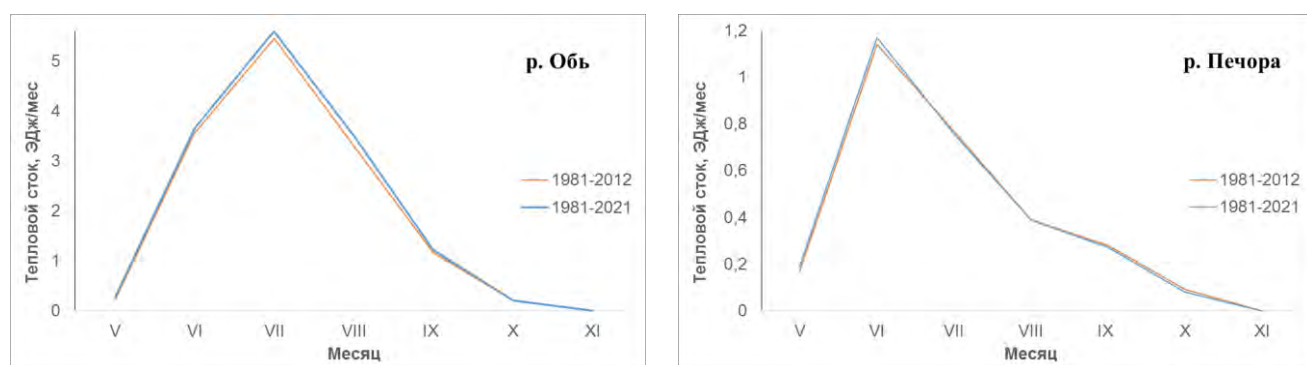 р. Обь
Тепловой сток, ЭДж/мес
5
4
3
2
1
0
V VI VII VIII IX X XI
Месяц
1981-2012
1981-2021
р. Печора
Тепловой сток, ЭДж/мес
1,2
1
0,8
0,6
0,4
0,2
0
V VI VII VIII IX X XI
Месяц
1981-2012
1981-2021